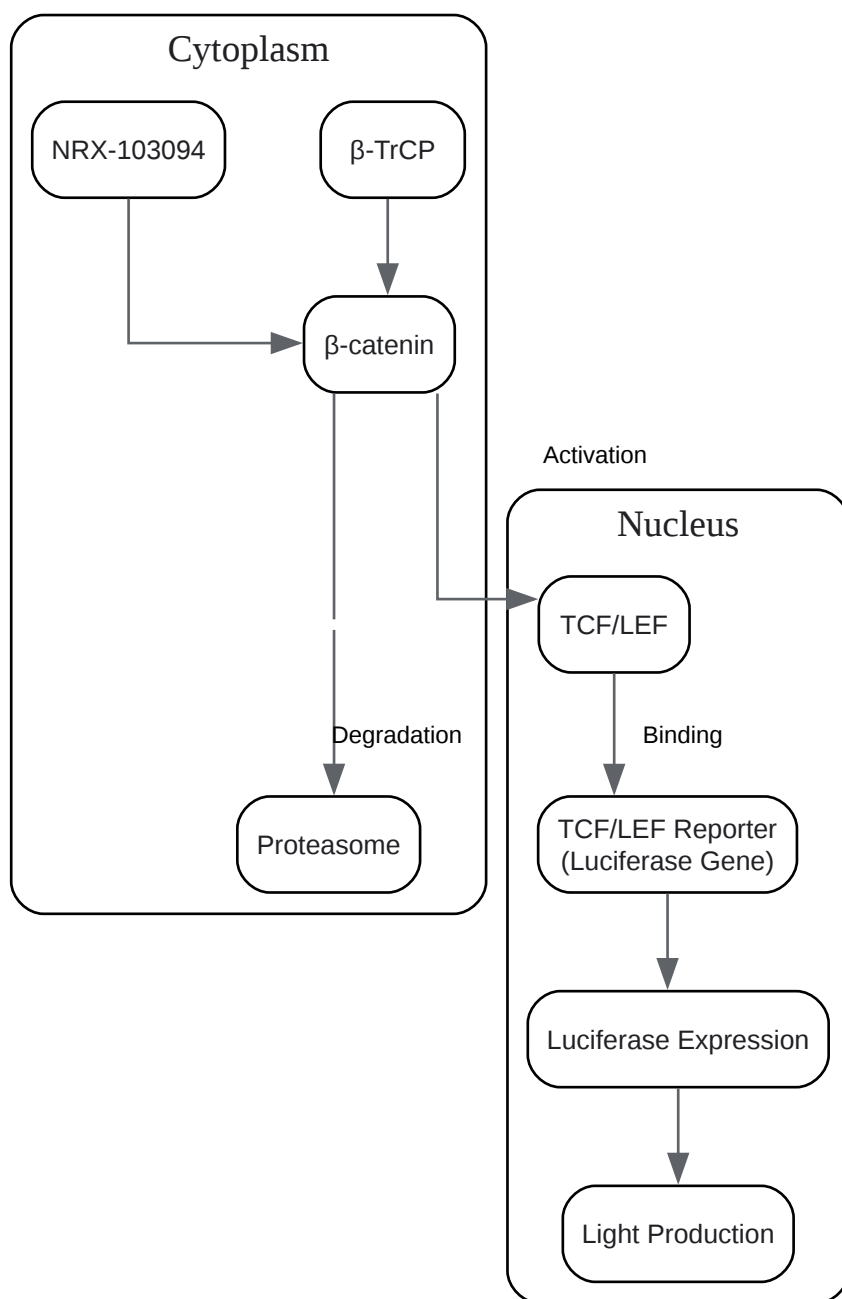 Cytoplasm
NRX-103094
β-TrCP
β-catenin
Activation
Nucleus
TCF/LEF
Degradation
Binding
Proteasome
TCF/LEF Reporter
(Luciferase Gene)
Luciferase Expression
Light Production